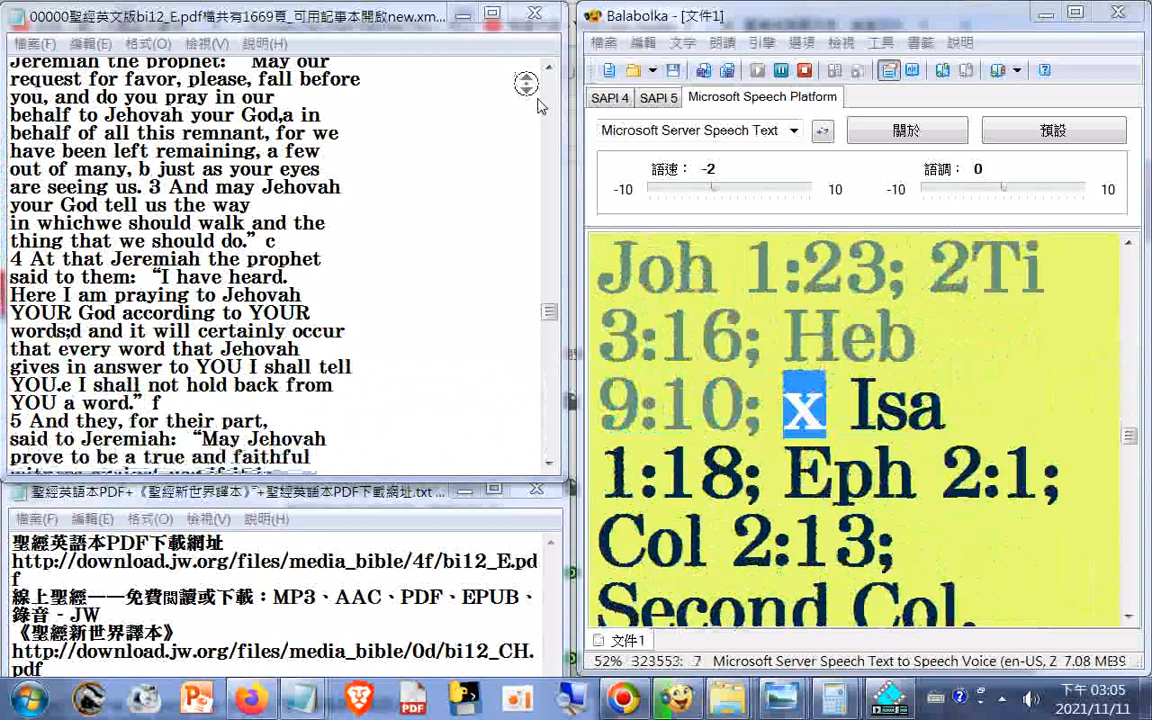 00000聖經英文版bi12_E.pdf檔共有1669頁_可用記事本開啟new.xm...
檔案(F) 編輯(E) 格式(O) 檢視(V) 說明(H)
Jeremiah the prophet: “May our
request for favor, please, fall before
you, and do you pray in our
behalf to Jehovah your God,a in
behalf of all this remnant, for we
have been left remaining, a few
out of many, b just as your eyes
are seeing us. 3 And may Jehovah
your God tell us the way
in whichwe should walk and the
thing that we should do.” c
4 At that Jeremiah the prophet
said to them: “I have heard.
Here I am praying to Jehovah
YOUR God according to YOUR
words;d and it will certainly occur
that every word that Jehovah
gives in answer to YOU I shall tell
YOU.e I shall not hold back from
YOU a word.” f
5 And they, for their part,
said to Jeremiah: “May Jehovah
prove to be a true and faithful
聖經英語本PDF+《聖經新世界譯本》+聖經英語本PDF下載網址.txt ...
檔案(F) 編輯(E) 格式(O) 檢視(V) 說明(H)
聖經英語本PDF下載網址
http://download.jw.org/files/media_bible/4f/bi12_E.pd
f
線上聖經——免費閱讀或下載：MP3、AAC、PDF、EPUB、
錄音 - JW
《聖經新世界譯本》
http://download.jw.org/files/media_bible/0d/bi12_CH.
pdf
Balabolka - [文件1]
檔案 編輯 文字 朗讀 引擎 選項 檢視 工具 書籤 說明
SAPI 4 SAPI 5 Microsoft Speech Platform
Microsoft Server Speech Text 關於 預設
語速： -2 語調： 0
-10 10 -10 10
Joh 1:23; 2Ti
3:16; Heb
9:10; x Isa
1:18; Eph 2:1;
Col 2:13;
Second Col.
文件1
52% 323553: 7 Microsoft Server Speech Text to Speech Voice (en-US, Z 7.08 MB
下午 03:05
2021/11/11